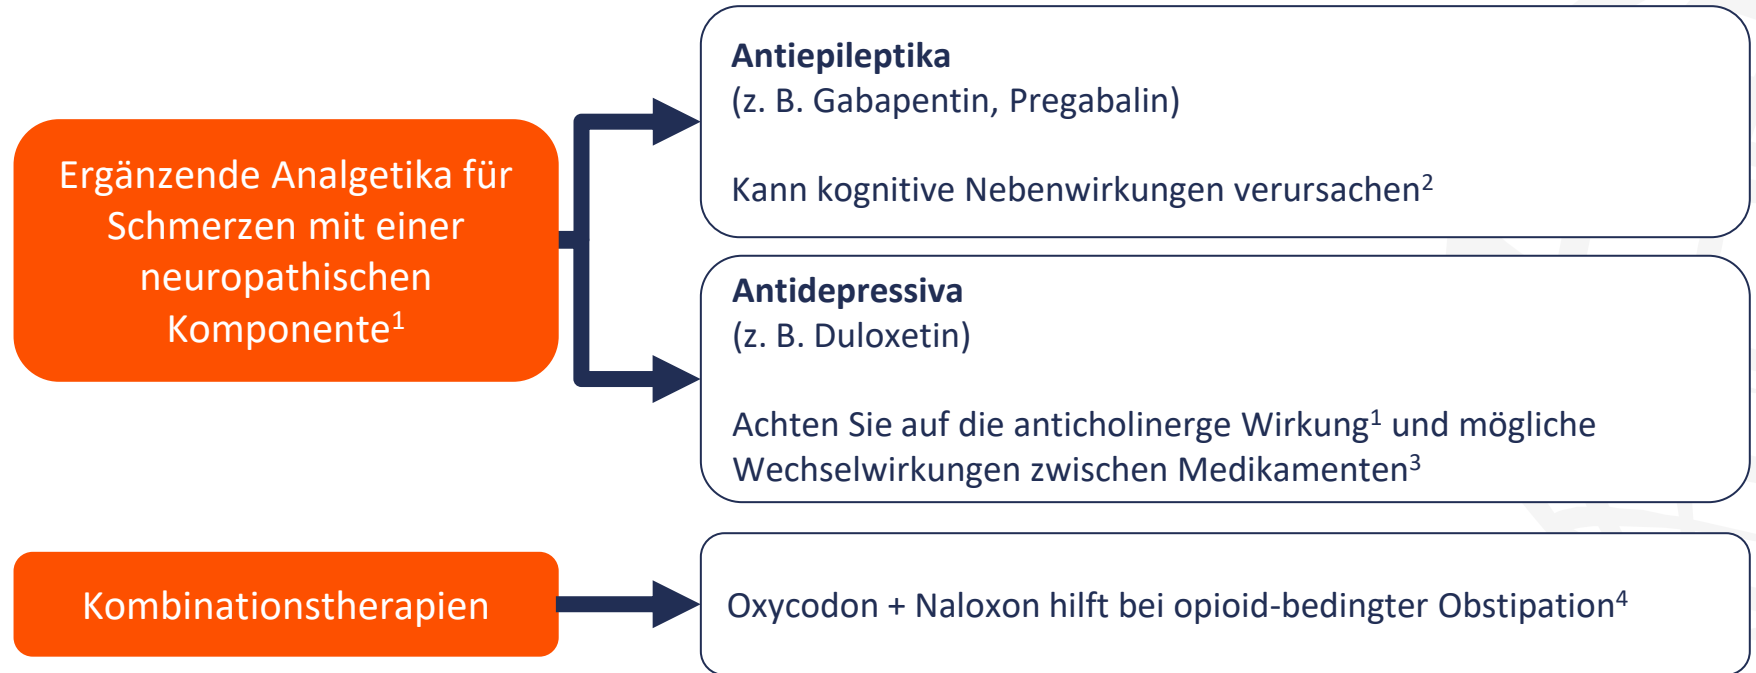 Ergänzende Analgetika für
Schmerzen mit einer
neuropathischen
Komponente¹
Antiepileptika
(z. B. Gabapentin, Pregabalin)
Kann kognitive Nebenwirkungen verursachen²
Antidepressiva
(z. B. Duloxetin)
Achten Sie auf die anticholinerge Wirkung¹ und mögliche
Wechselwirkungen zwischen Medikamenten³
Kombinationstherapien
Oxycodon + Naloxon hilft bei opioid-bedingter Obstipation⁴